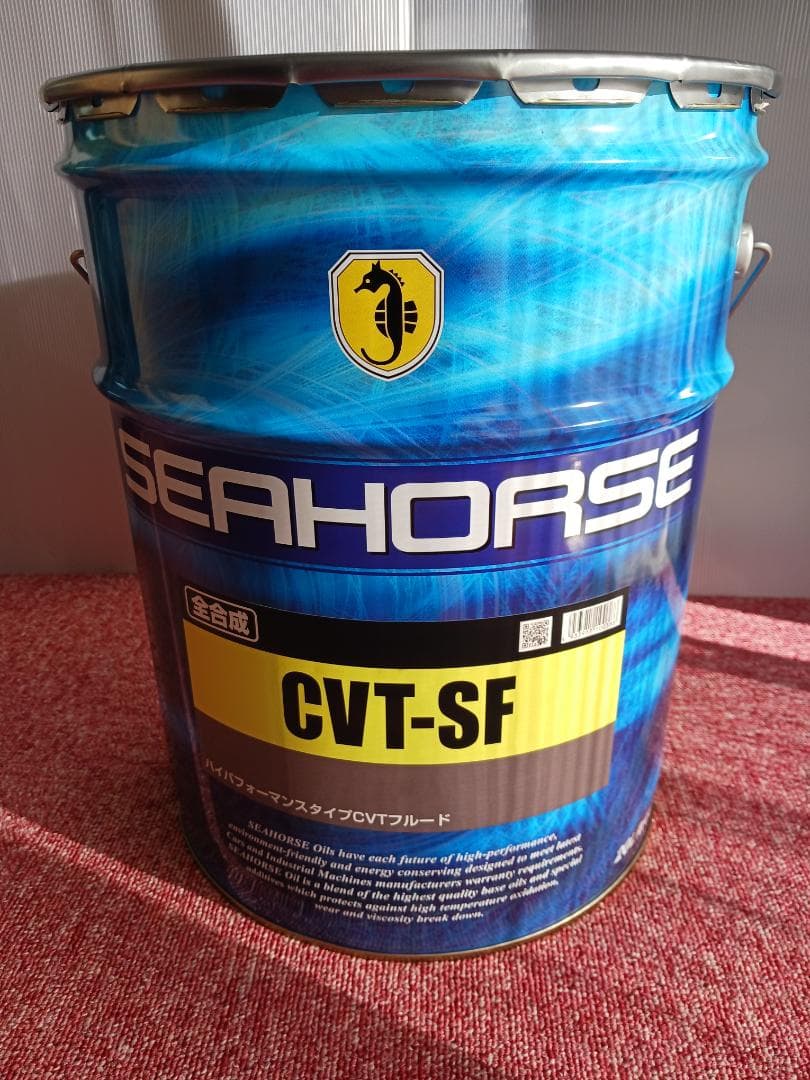 SEAHORSE
全合成
CVT-SF
ハイパフォーマンスタイプCVTフルード
SEAHORSE Oils have each future of high-performance,
environment-friendly and energy conserving designed to meet latest
Cars and Industrial Machines manufacturers warranty requirements.
SEAHORSE Oil is a blend of the highest quality base oils and special
additives which protects against high temperature oxidation,
wear and viscosity break down.